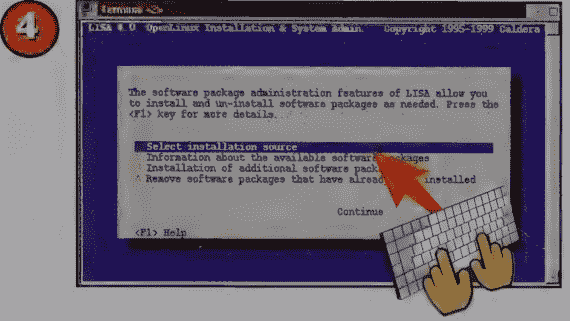 4
Terminal <2>
LISA 4.0 OpenLinux Installation & System Admin. Copyright 1995-1999 Caldera
The software package administration features of LISA allow you
to install and un-install software packages as needed. Press the
<F1> key for more details.
Select installation source
Information about the available software packages
Installation of additional software
Remove software packages that have installed
Continue
<F1> Help